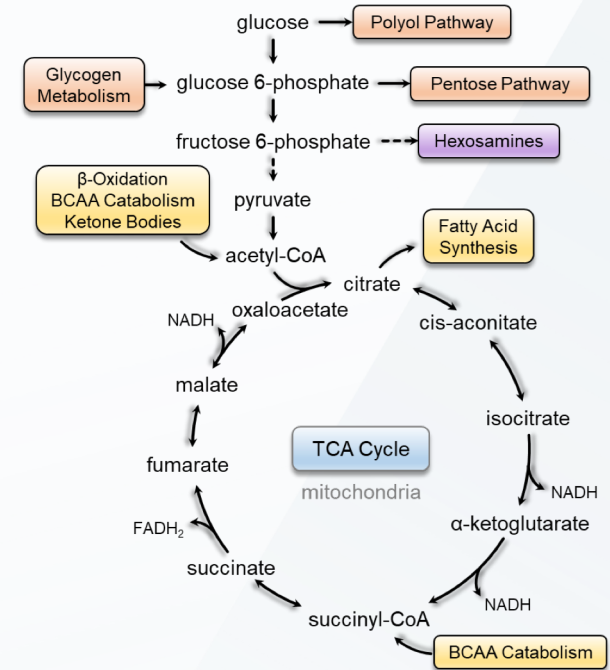 glucose
Polyol Pathway
Glycogen
Metabolism
glucose 6-phosphate
Pentose Pathway
fructose 6-phosphate
Hexosamines
β-Oxidation
BCAA Catabolism
Ketone Bodies
pyruvate
acetyl-CoA
Fatty Acid
Synthesis
citrate
oxaloacetate
NADH
cis-aconitate
malate
isocitrate
TCA Cycle
mitochondria
fumarate
NADH
α-ketoglutarate
FADH₂
succinate
NADH
succinyl-CoA
BCAA Catabolism